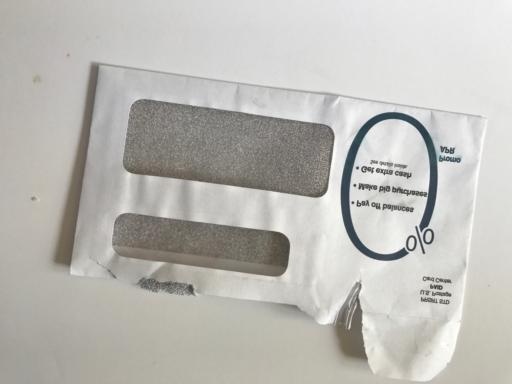 PRSRT STD
U.S. Postage
PAID
Card Center
0%
• Pay off balances
• Make big purchases
• Get extra cash
See details inside.
Promo
APR